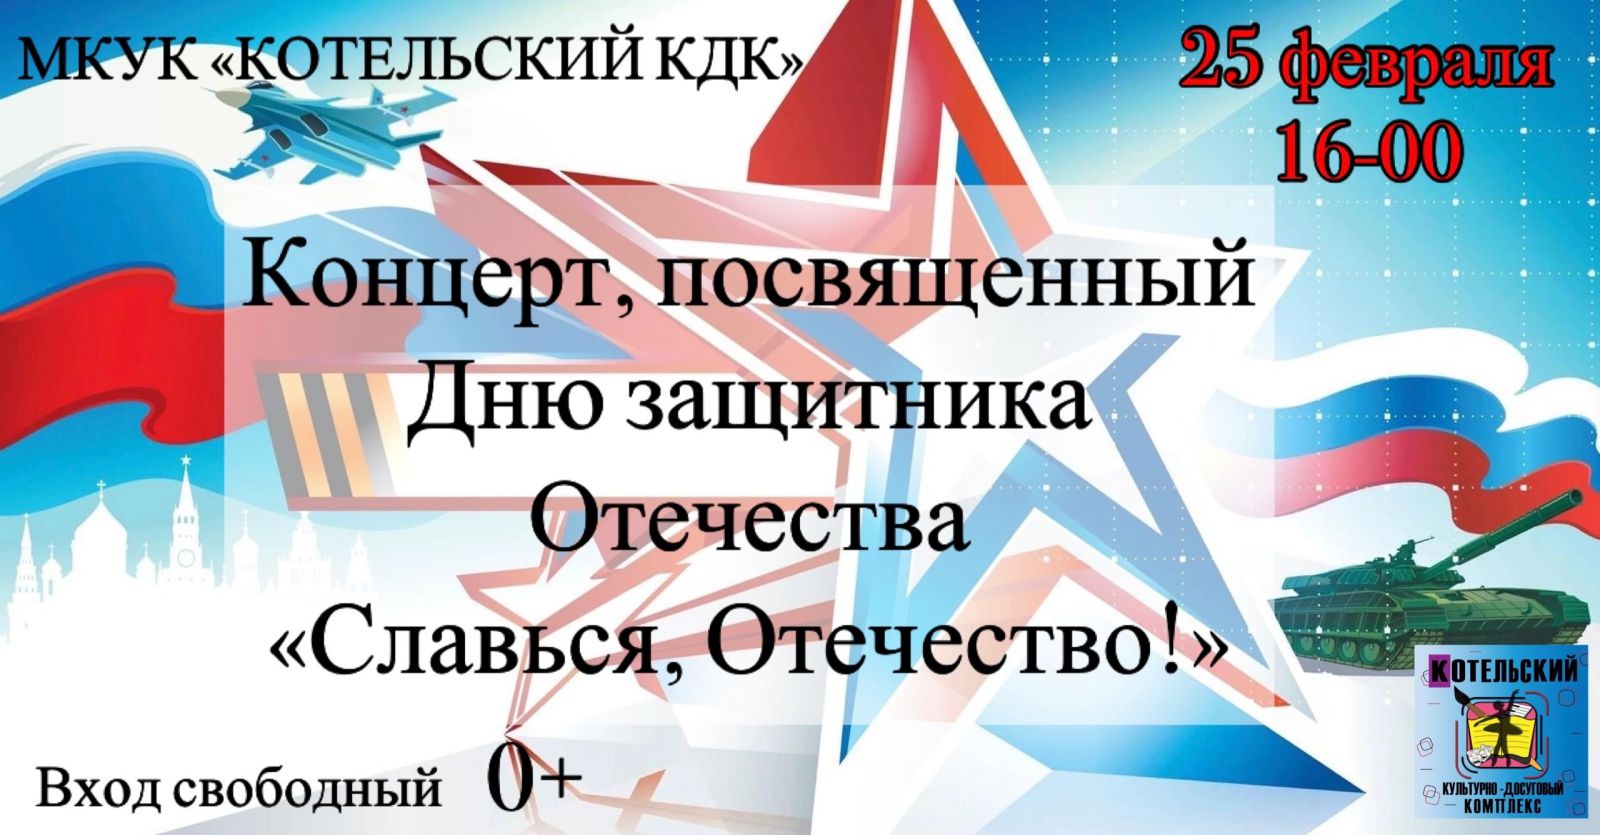 МКУК «КОТЕЛЬСКИЙ КДК»
25 февраля
16-00
Концерт, посвященный
Дню защитника
Отечества
«Славься, Отечество!»
Вход свободный 0+
КОТЕЛЬСКИЙ
КУЛЬТУРНО-ДОСУГОВЫЙ
КОМПЛЕКС